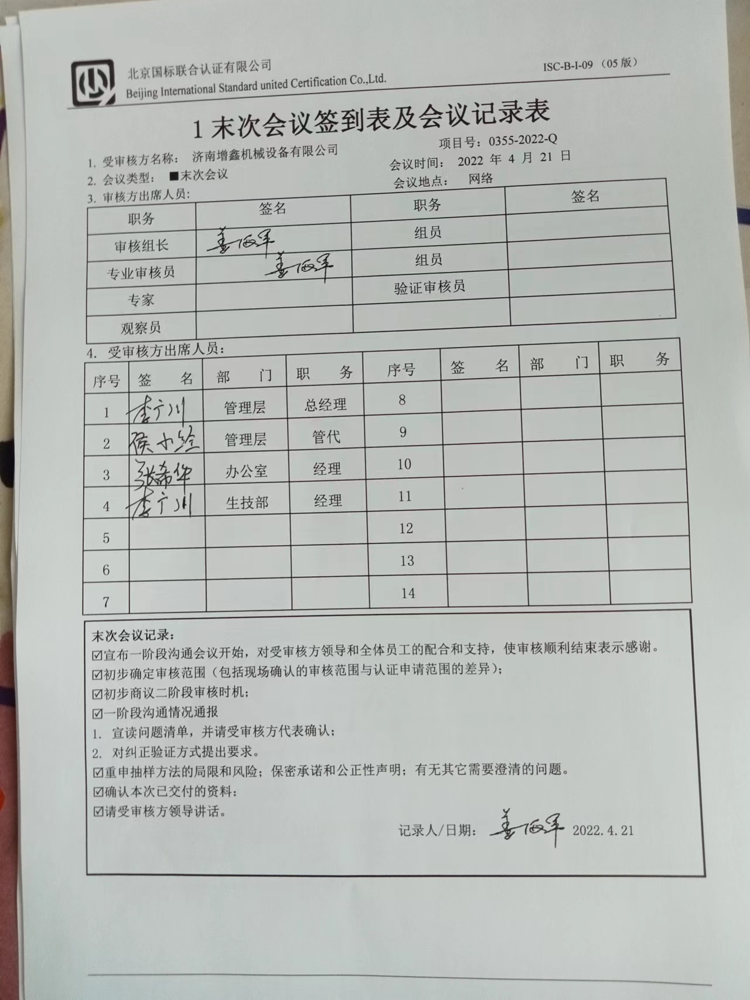 北京国标联合认证有限公司
Beijing International Standard united Certification Co.,Ltd.
ISC-B-I-09（05 版）
1 末次会议签到表及会议记录表
项目号：0355-2022-Q
1. 受审核方名称： 济南增鑫机械设备有限公司
会议时间： 2022 年 4 月 21 日
2. 会议类型： ■末次会议
会议地点： 网络
3. 审核方出席人员:
职务 签名 职务 签名
审核组长 姜海军 组员
专业审核员 姜海军 组员
专家 验证审核员
观察员
4. 受审核方出席人员：
序号 签 名 部 门 职 务 序号 签 名 部 门 职 务
1 李广川 管理层 总经理 8
2 侯小经 管理层 管代 9
3 张希华 办公室 经理 10
4 李广川 生技部 经理 11
5 12
6 13
7 14
末次会议记录：
☑宣布一阶段沟通会议开始，对受审核方领导和全体员工的配合和支持，使审核顺利结束表示感谢。
☑初步确定审核范围（包括现场确认的审核范围与认证申请范围的差异）；
☑初步商议二阶段审核时机；
☑一阶段沟通情况通报
1. 宣读问题清单，并请受审核方代表确认；
2. 对纠正验证方式提出要求。
☑重申抽样方法的局限和风险；保密承诺和公正性声明；有无其它需要澄清的问题。
☑确认本次已交付的资料：
☑请受审核方领导讲话。
记录人/日期： 姜海军 2022.4.21